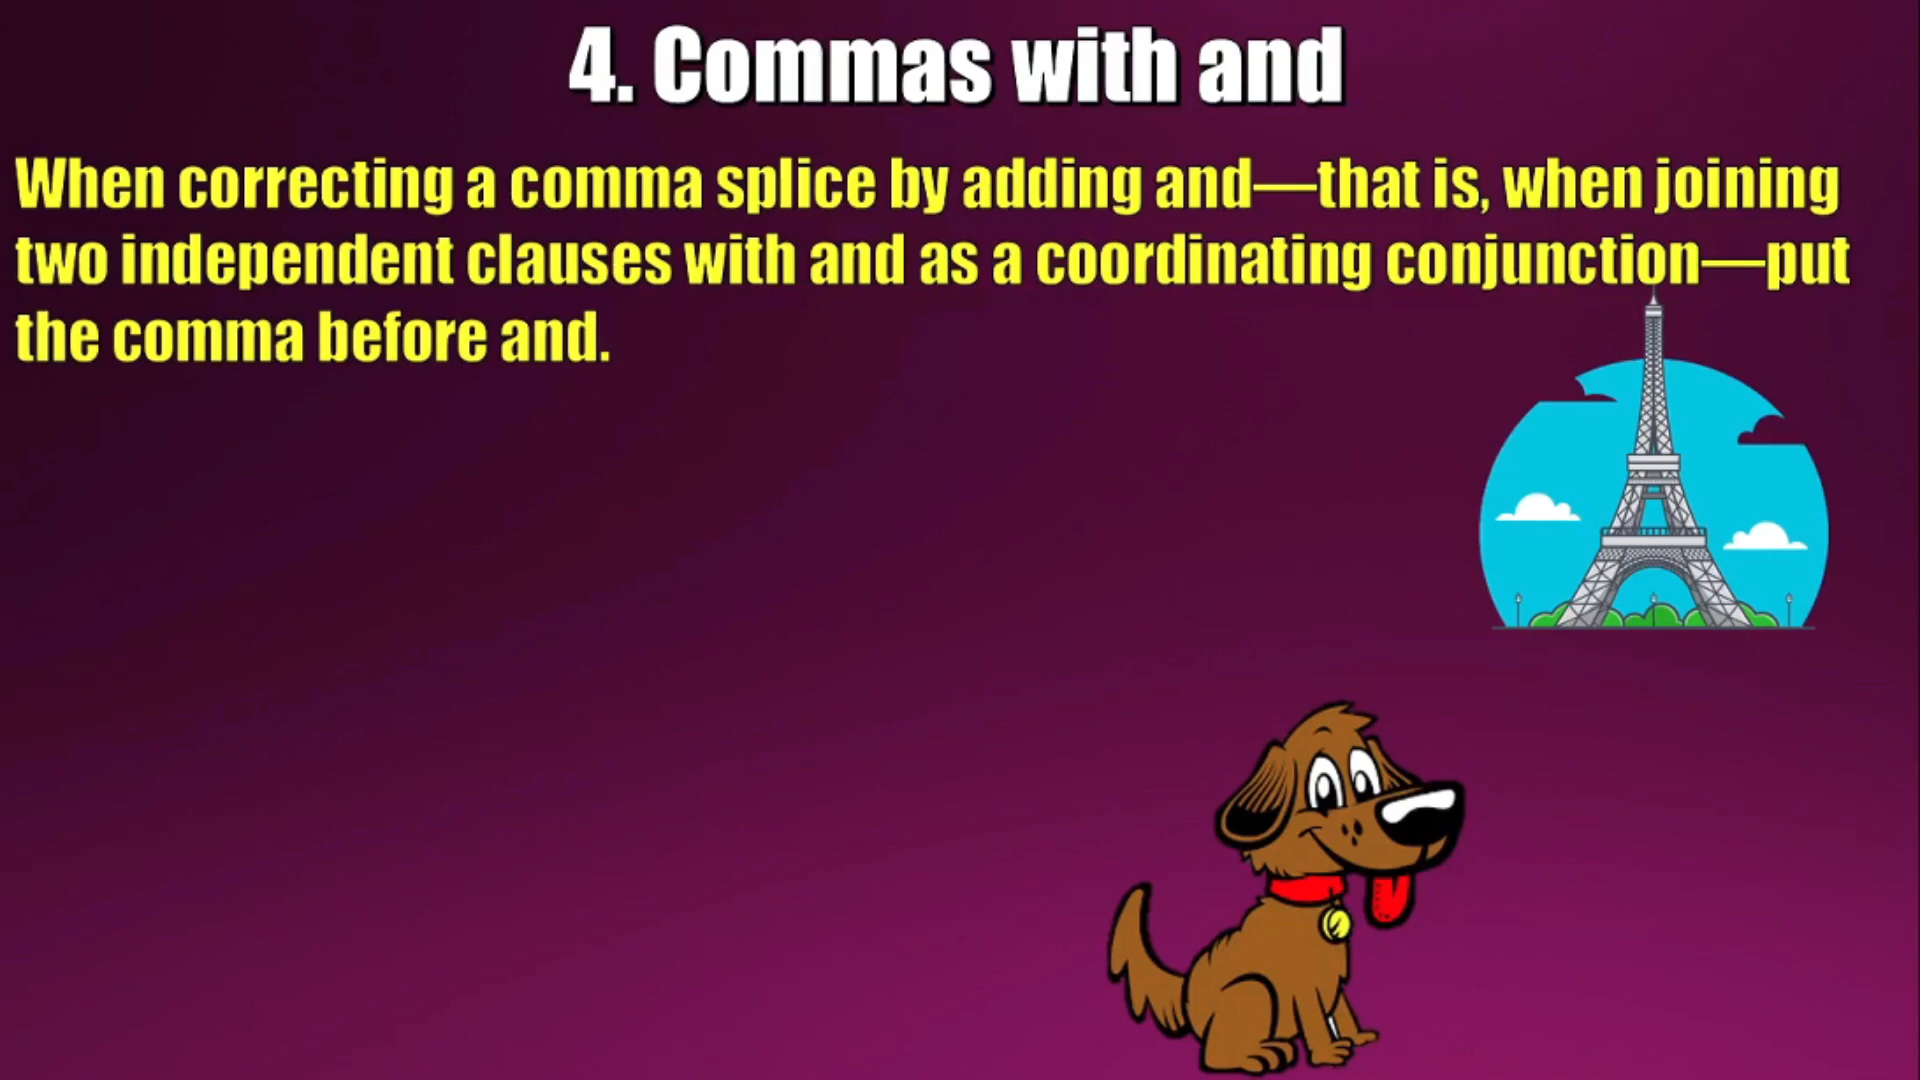 4. Commas with and
When correcting a comma splice by adding and—that is, when joining
two independent clauses with and as a coordinating conjunction—put
the comma before and.